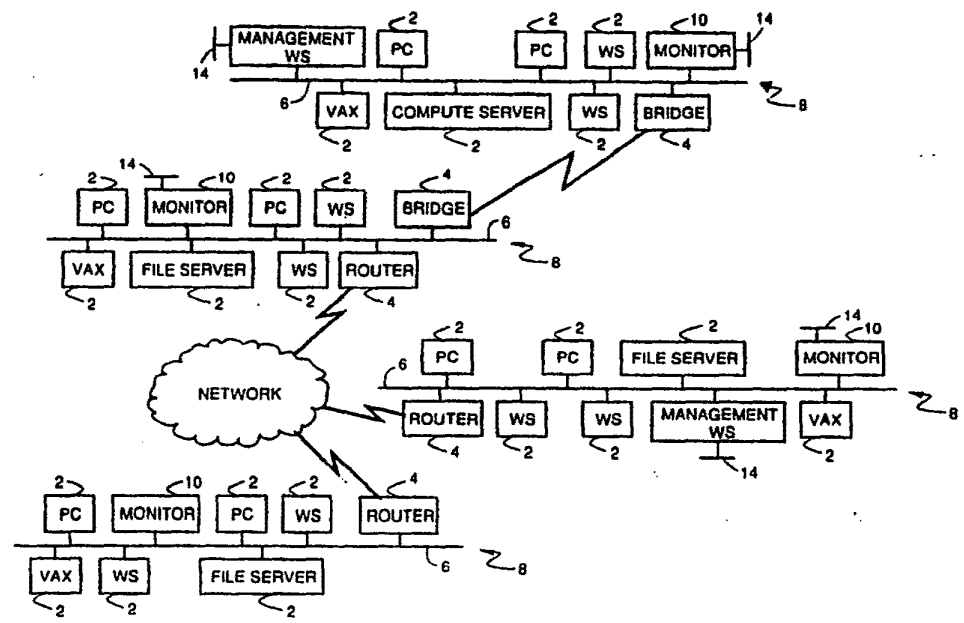 2 2 2 10 14
MANAGEMENT WS PC PC WS MONITOR
14 6 8
VAX COMPUTE SERVER WS BRIDGE
2 2 2 4
2 14 10 2 2 4
PC MONITOR PC WS BRIDGE
6
8
VAX FILE SERVER WS ROUTER
2 2 2 4
NETWORK
2 2 2 14 10
PC PC FILE SERVER MONITOR
6 8
ROUTER WS WS MANAGEMENT WS VAX
4 2 2 14 2
2 10 2 2 4
PC MONITOR PC WS ROUTER
6 8
VAX WS FILE SERVER
2 2 2